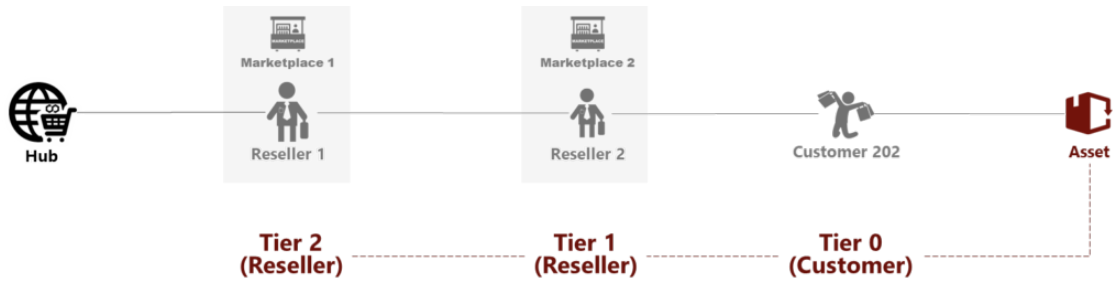 MARKETPLACE
MARKETPLACE
Marketplace 1
Marketplace 2
Hub
Reseller 1
Reseller 2
Customer 202
Asset
Tier 2
(Reseller)
Tier 1
(Reseller)
Tier 0
(Customer)